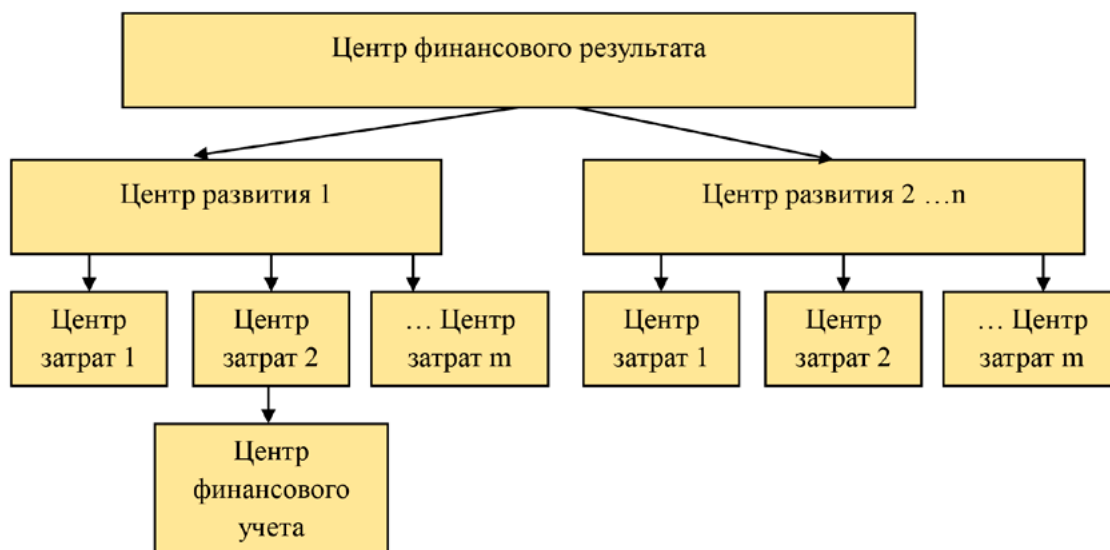 Центр финансового результата
Центр развития 1
Центр развития 2 …n
Центр
затрат 1
Центр
затрат 2
… Центр
затрат m
Центр
затрат 1
Центр
затрат 2
… Центр
затрат m
Центр
финансового
учета